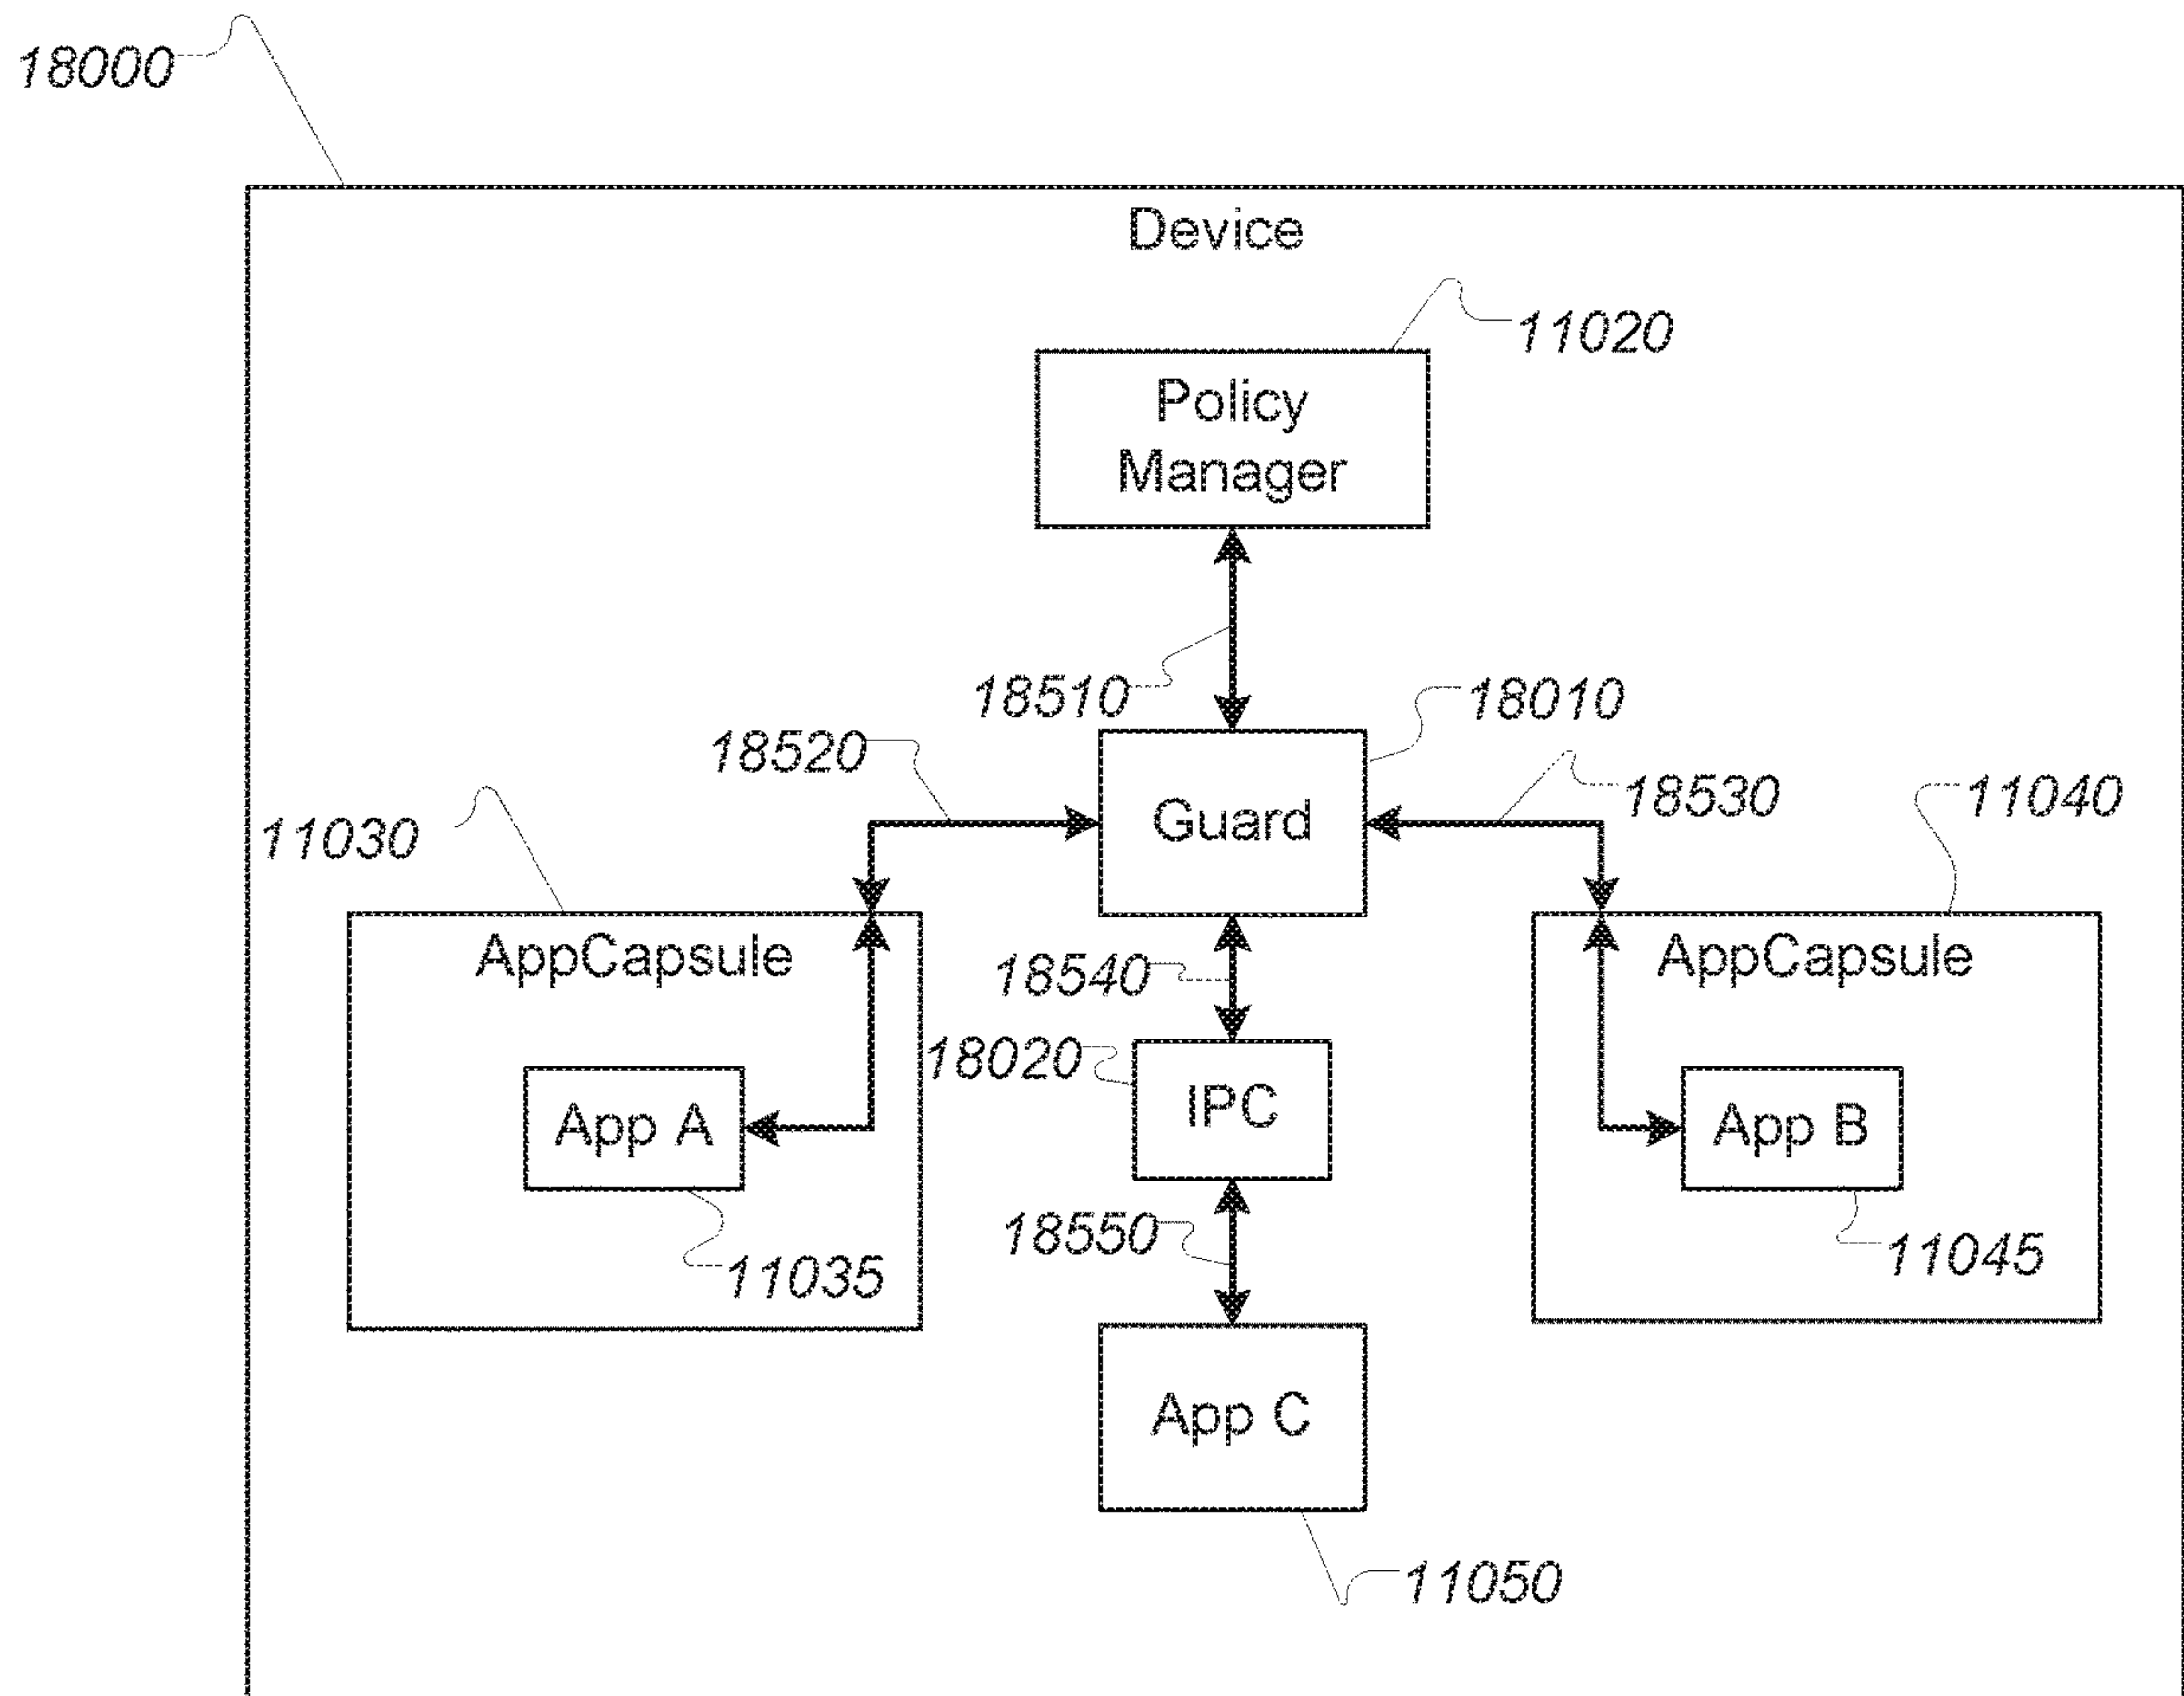 18000
Device
11020
Policy
Manager
18510
18010
18520
18530
11040
11030
Guard
AppCapsule
18540
AppCapsule
18020
IPC
App A
App B
18550
11035
11045
App C
11050